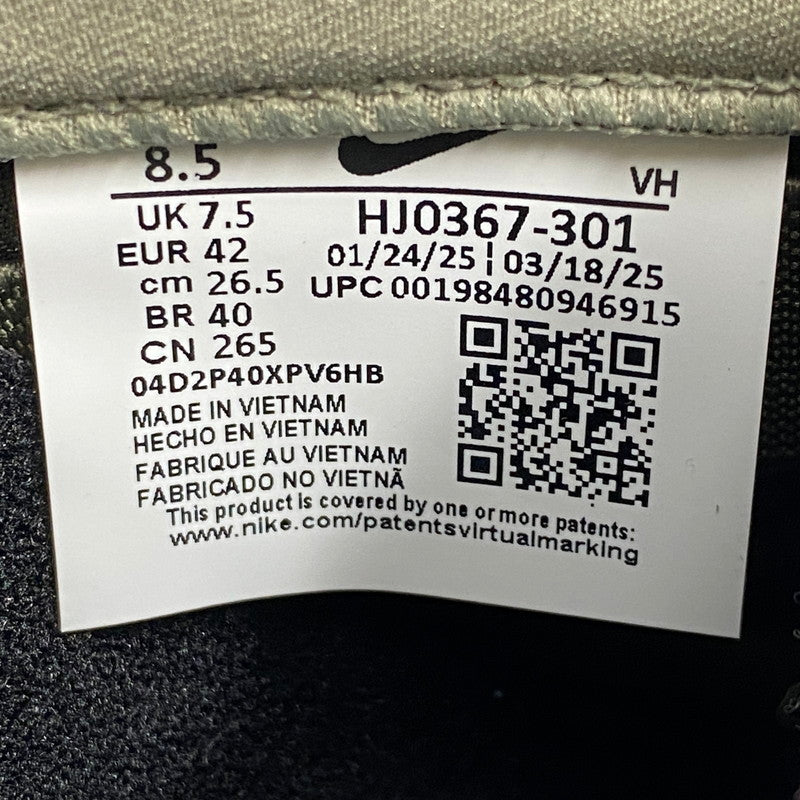 8.5
VH
UK 7.5
HJ0367-301
EUR 42
01/24/25 | 03/18/25
cm 26.5
UPC 00198480946915
BR 40
CN 265
04D2P40XPV6HB
MADE IN VIETNAM
HECHO EN VIETNAM
FABRIQUE AU VIETNAM
FABRICADO NO VIETNÃ
This product is covered by one or more patents:
www.nike.com/patentsvirtualmarking